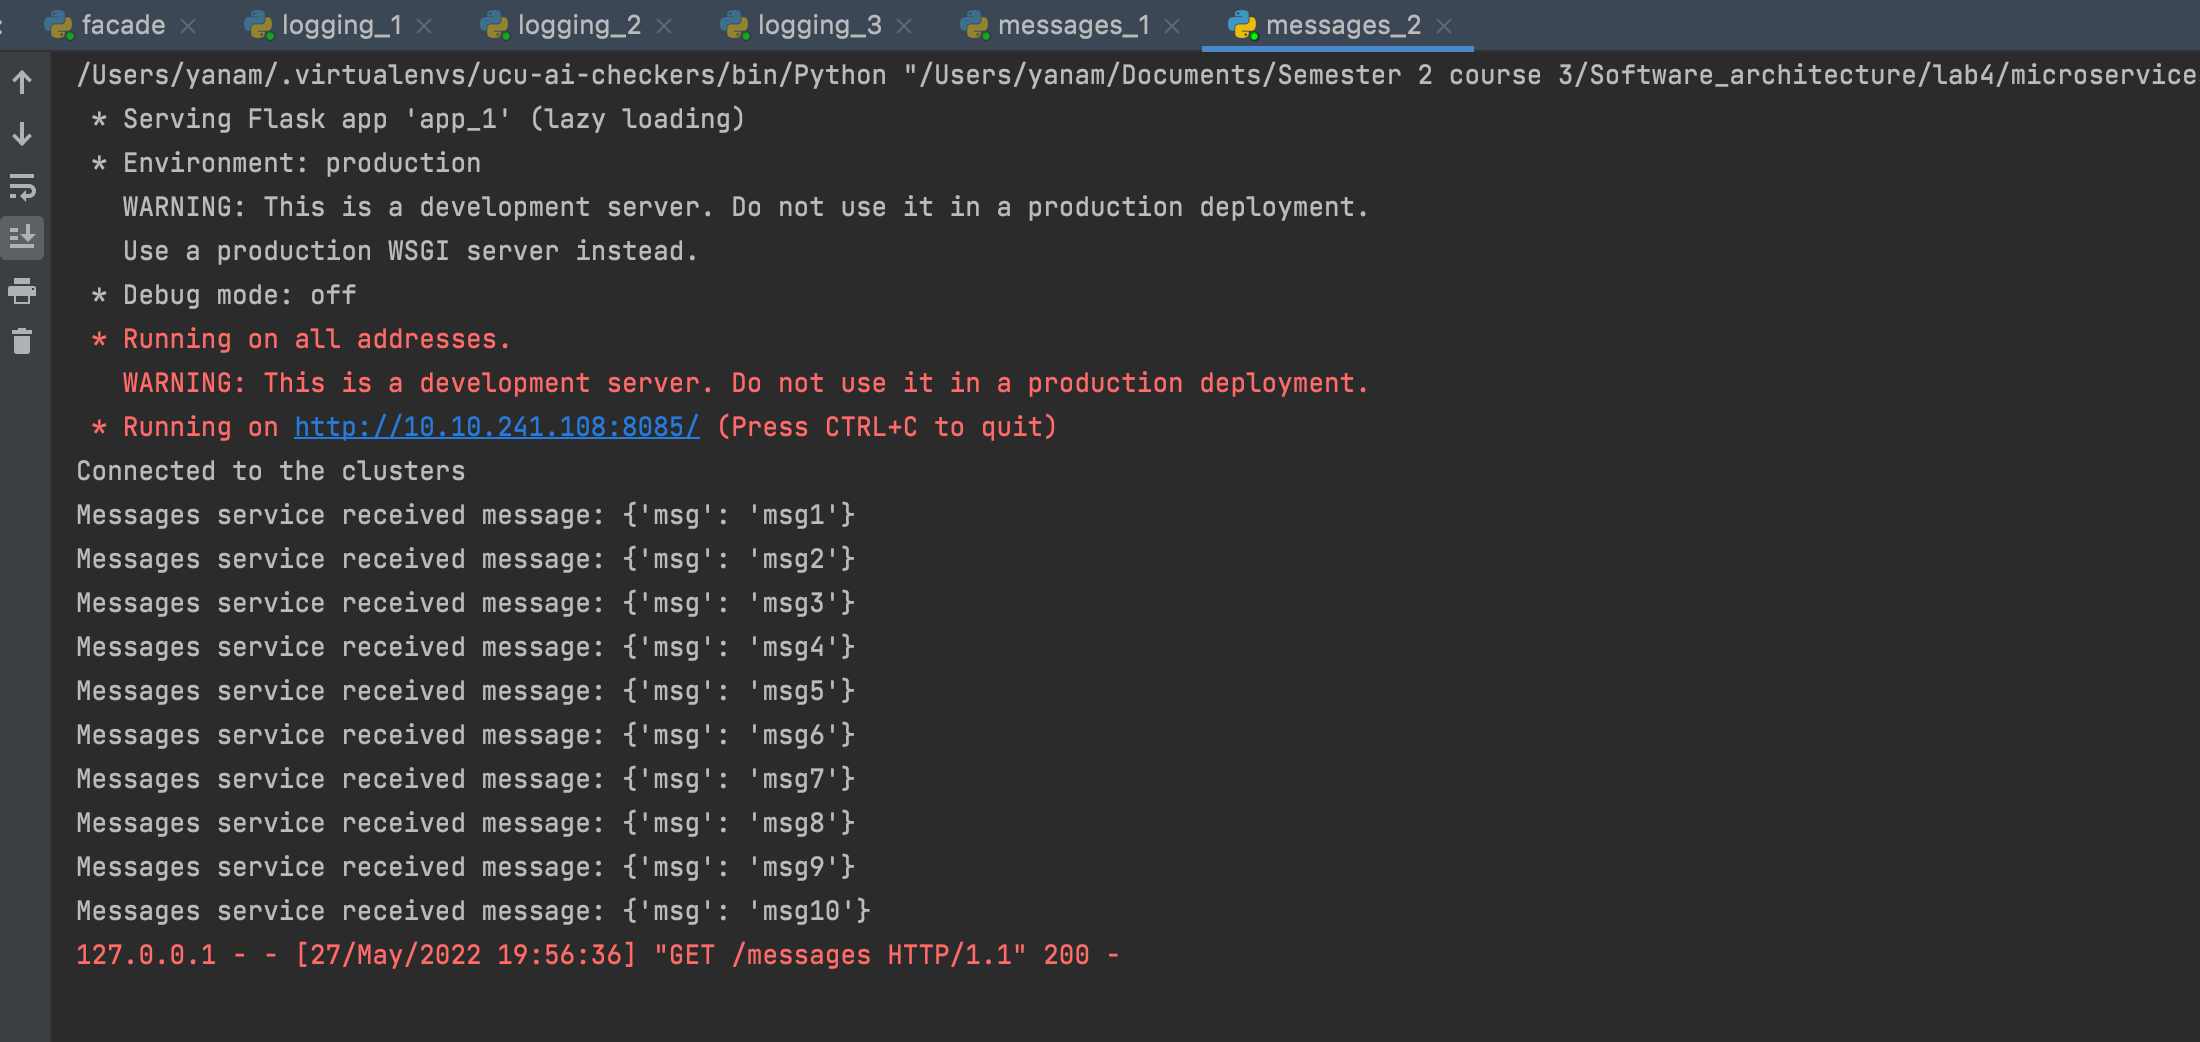 : facade logging_1 logging_2 logging_3 messages_1 messages_2
/Users/yanam/.virtualenvs/ucu-ai-checkers/bin/Python "/Users/yanam/Documents/Semester 2 course 3/Software_architecture/lab4/microservice
* Serving Flask app 'app_1' (lazy loading)
* Environment: production
WARNING: This is a development server. Do not use it in a production deployment.
Use a production WSGI server instead.
* Debug mode: off
* Running on all addresses.
WARNING: This is a development server. Do not use it in a production deployment.
* Running on http://10.10.241.108:8085/ (Press CTRL+C to quit)
Connected to the clusters
Messages service received message: {'msg': 'msg1'}
Messages service received message: {'msg': 'msg2'}
Messages service received message: {'msg': 'msg3'}
Messages service received message: {'msg': 'msg4'}
Messages service received message: {'msg': 'msg5'}
Messages service received message: {'msg': 'msg6'}
Messages service received message: {'msg': 'msg7'}
Messages service received message: {'msg': 'msg8'}
Messages service received message: {'msg': 'msg9'}
Messages service received message: {'msg': 'msg10'}
127.0.0.1 - - [27/May/2022 19:56:36] "GET /messages HTTP/1.1" 200 -